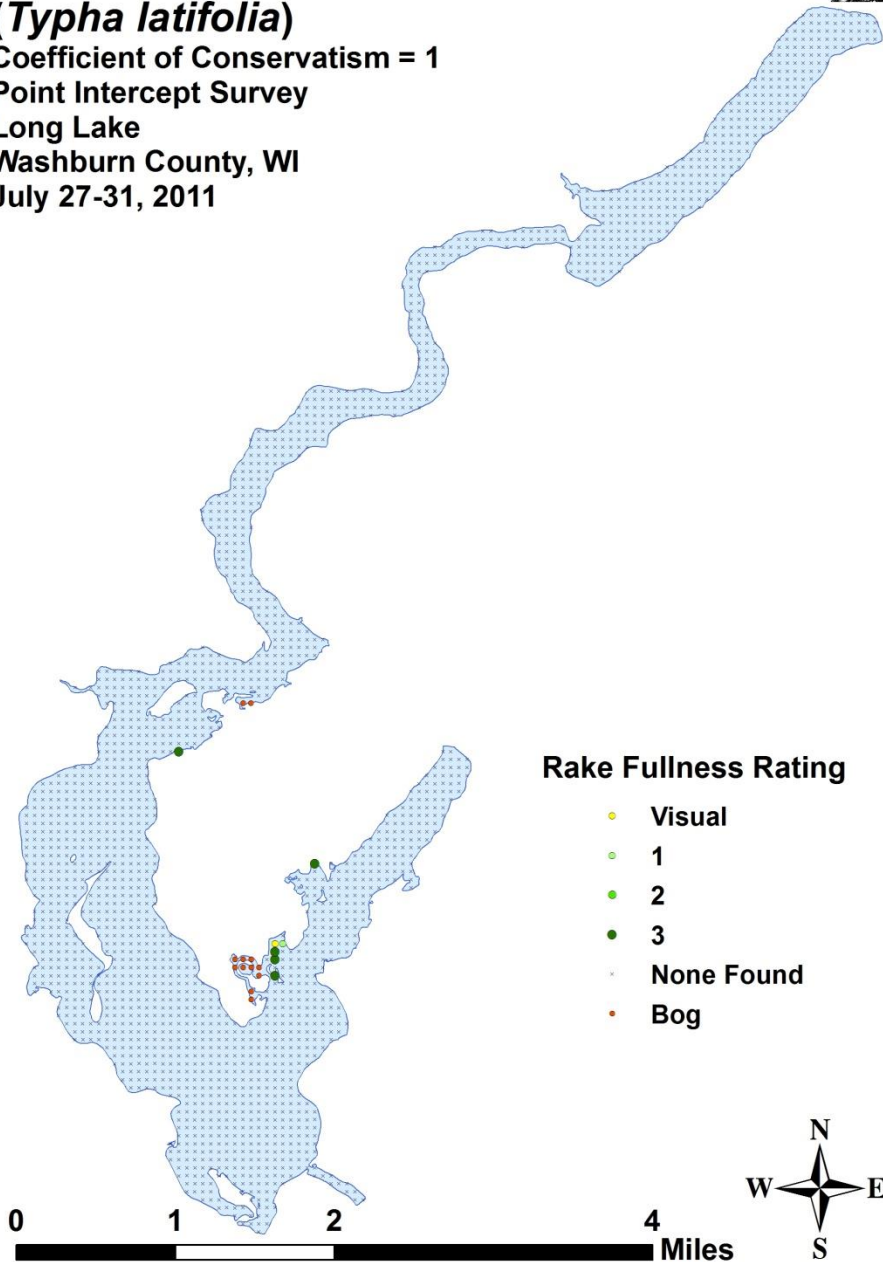 (Typha latifolia)
Coefficient of Conservatism = 1
Point Intercept Survey
Long Lake
Washburn County, WI
July 27-31, 2011
Rake Fullness Rating
Visual
1
2
3
None Found
Bog
N
W E
S
0 1 2 4
Miles